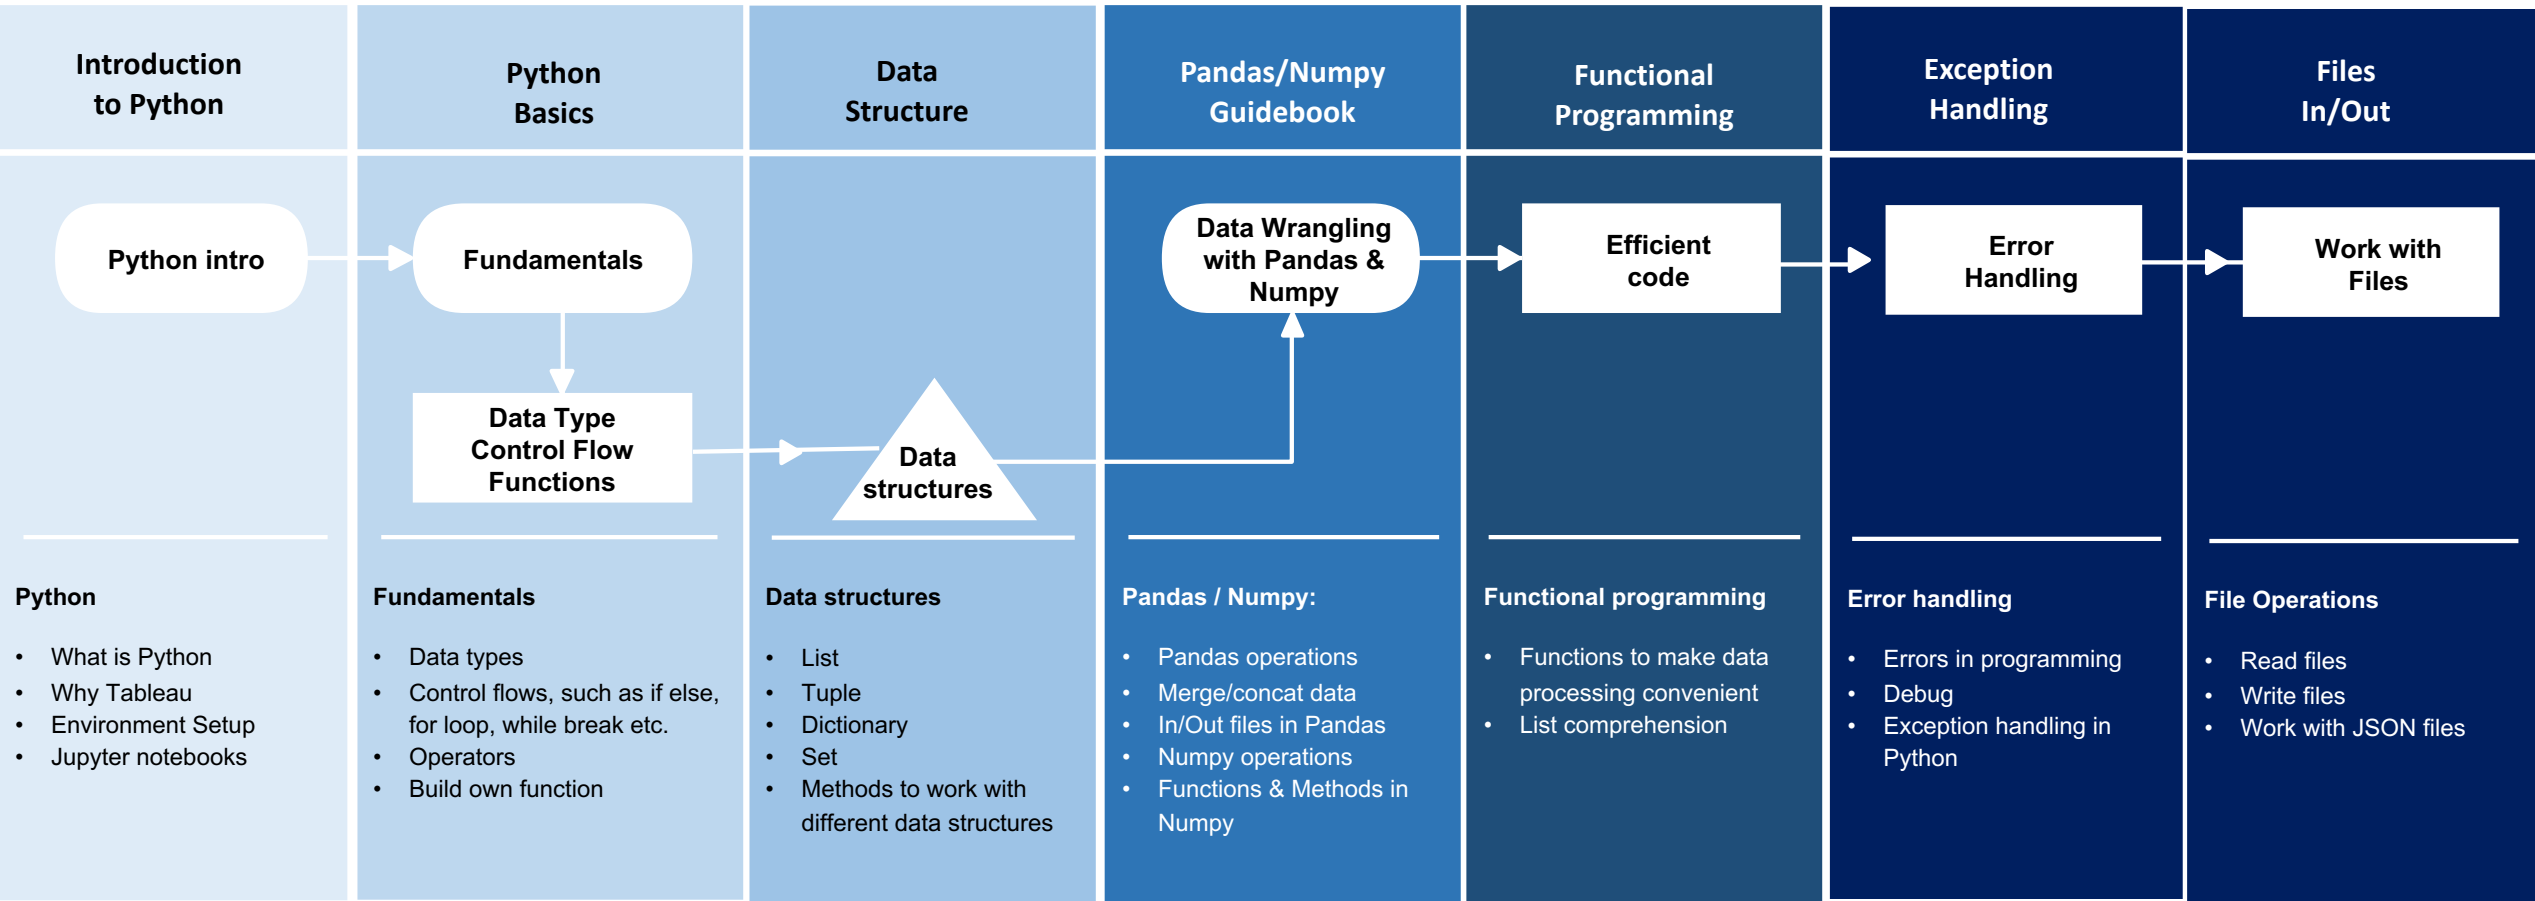 Introduction
to Python
Python
Basics
Data
Structure
Pandas/Numpy
Guidebook
Functional
Programming
Exception
Handling
Files
In/Out
Python intro
Fundamentals
Data Type
Control Flow
Functions
Data
structures
Data Wrangling
with Pandas &
Numpy
Efficient
code
Error
Handling
Work with
Files
Python
• What is Python
• Why Tableau
• Environment Setup
• Jupyter notebooks
Fundamentals
• Data types
• Control flows, such as if else,
for loop, while break etc.
• Operators
• Build own function
Data structures
• List
• Tuple
• Dictionary
• Set
• Methods to work with
different data structures
Pandas / Numpy:
• Pandas operations
• Merge/concat data
• In/Out files in Pandas
• Numpy operations
• Functions & Methods in
Numpy
Functional programming
• Functions to make data
processing convenient
• List comprehension
Error handling
• Errors in programming
• Debug
• Exception handling in
Python
File Operations
• Read files
• Write files
• Work with JSON files